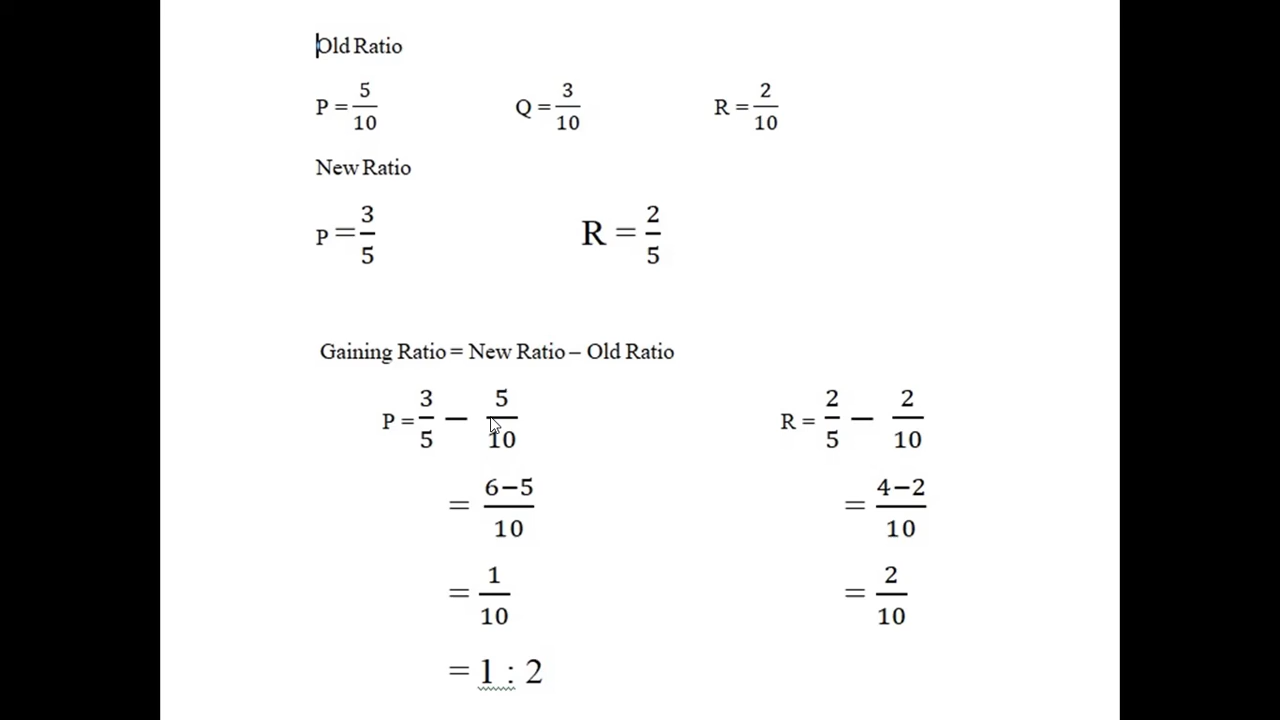 Old Ratio
P = 5/10 Q = 3/10 R = 2/10
New Ratio
P = 3/5 R = 2/5
Gaining Ratio = New Ratio – Old Ratio
P = 3/5 − 5/10 R = 2/5 − 2/10
= 6−5/10 = 4−2/10
= 1/10 = 2/10
= 1 : 2